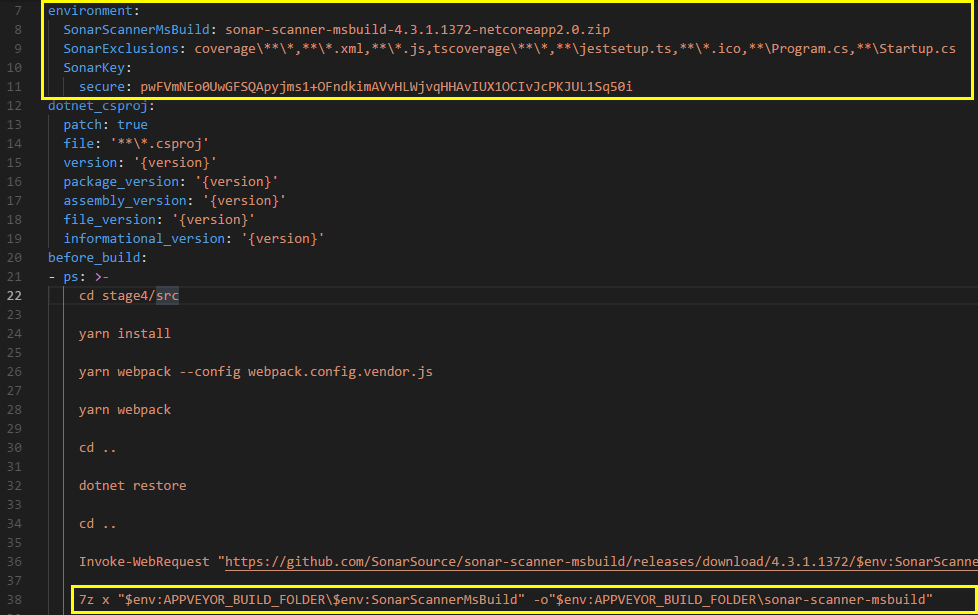 7 environment:
8 SonarScannerMsBuild: sonar-scanner-msbuild-4.3.1.1372-netcoreapp2.0.zip
9 SonarExclusions: coverage\**\*,**\*.xml,**\*.js,tscoverage\**\*,**\jestsetup.ts,**\*.ico,**\Program.cs,**\Startup.cs
10 SonarKey:
11 secure: pwFVmNEo0UwGFSQApyjms1+OFndkimAVvHLWjvqHHAvIUX1OCIvJcPKJUL1Sq50i
12 dotnet_csproj:
13 patch: true
14 file: '**\*.csproj'
15 version: '{version}'
16 package_version: '{version}'
17 assembly_version: '{version}'
18 file_version: '{version}'
19 informational_version: '{version}'
20 before_build:
21 - ps: >-
22 cd stage4/src
23
24 yarn install
25
26 yarn webpack --config webpack.config.vendor.js
27
28 yarn webpack
29
30 cd ..
31
32 dotnet restore
33
34 cd ..
35
36 Invoke-WebRequest "https://github.com/SonarSource/sonar-scanner-msbuild/releases/download/4.3.1.1372/$env:SonarScanne
37
38 7z x "$env:APPVEYOR_BUILD_FOLDER\$env:SonarScannerMsBuild" -o"$env:APPVEYOR_BUILD_FOLDER\sonar-scanner-msbuild"